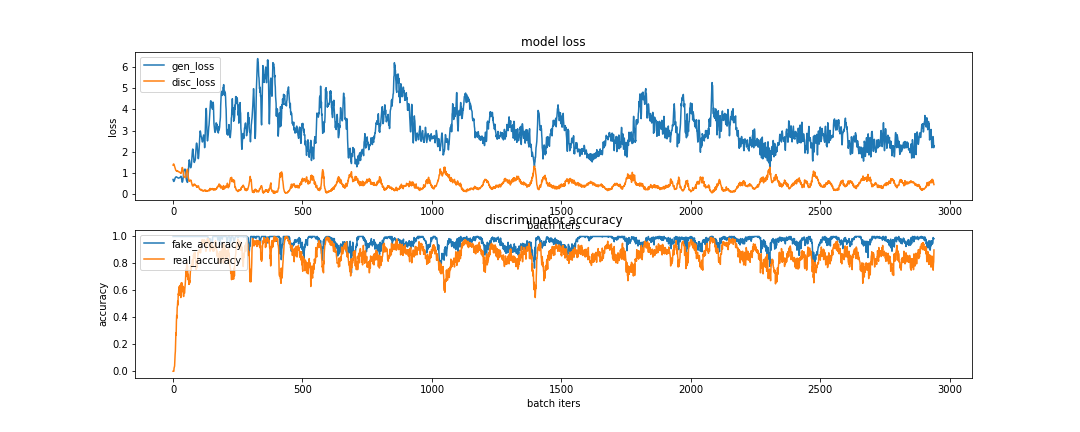 model loss
6
5
4
3
2
1
0
loss
gen_loss
disc_loss
0 500 1000 1500 2000 2500 3000
batch iters
discriminator accuracy
1.0
0.8
0.6
0.4
0.2
0.0
accuracy
fake_accuracy
real_accuracy
0 500 1000 1500 2000 2500 3000
batch iters